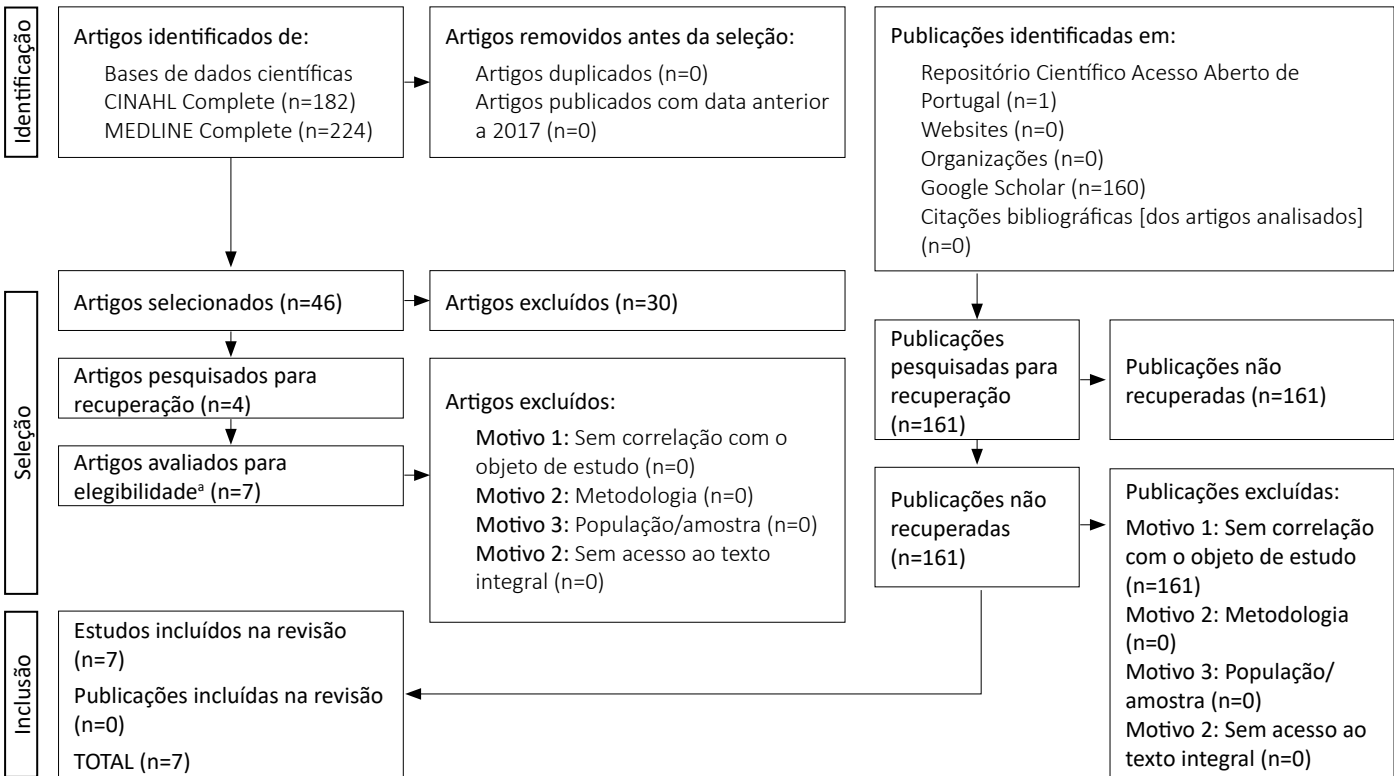 Identificação
Artigos identificados de:
Bases de dados científicas
CINAHL Complete (n=182)
MEDLINE Complete (n=224)
Artigos removidos antes da seleção:
Artigos duplicados (n=0)
Artigos publicados com data anterior
a 2017 (n=0)
Publicações identificadas em:
Repositório Científico Acesso Aberto de
Portugal (n=1)
Websites (n=0)
Organizações (n=0)
Google Scholar (n=160)
Citações bibliográficas [dos artigos analisados]
(n=0)
Seleção
Artigos selecionados (n=46)
Artigos excluídos (n=30)
Artigos pesquisados para
recuperação (n=4)
Artigos avaliados para
elegibilidadeª (n=7)
Artigos excluídos:
Motivo 1: Sem correlação com o
objeto de estudo (n=0)
Motivo 2: Metodologia (n=0)
Motivo 3: População/amostra (n=0)
Motivo 2: Sem acesso ao texto
integral (n=0)
Publicações
pesquisadas para
recuperação
(n=161)
Publicações não
recuperadas (n=161)
Publicações não
recuperadas
(n=161)
Publicações excluídas:
Motivo 1: Sem correlação
com o objeto de estudo
(n=161)
Motivo 2: Metodologia
(n=0)
Motivo 3: População/
amostra (n=0)
Motivo 2: Sem acesso ao
texto integral (n=0)
Inclusão
Estudos incluídos na revisão
(n=7)
Publicações incluídas na revisão
(n=0)
TOTAL (n=7)